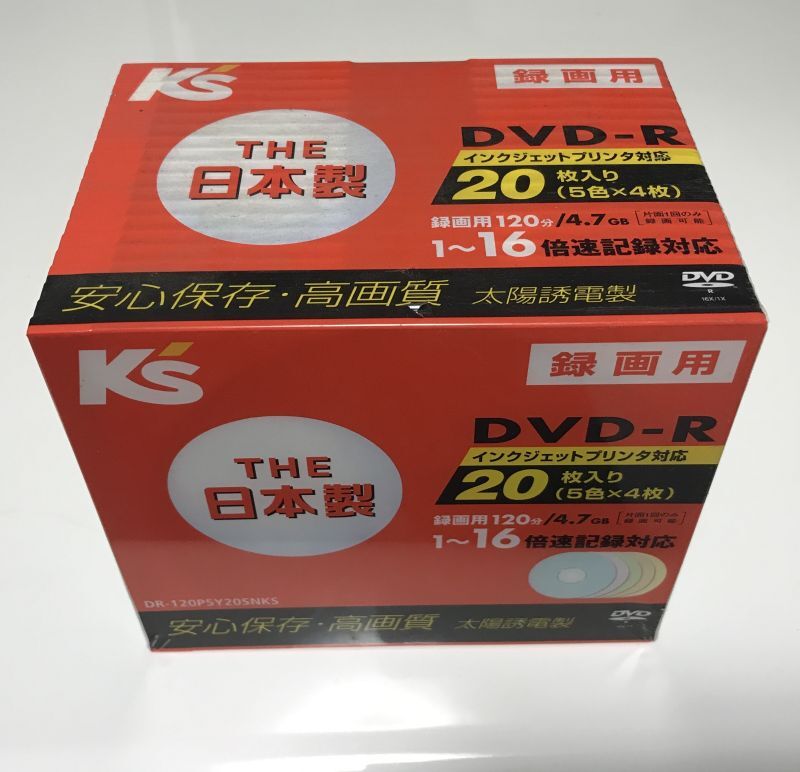 K's
録画用
THE
日本製
DVD-R
インクジェットプリンタ対応
20枚入り
(5色×4枚)
録画用120分/4.7GB
片面1回のみ
録画可能
1〜16倍速記録対応
安心保存・高画質 太陽誘電製
DVD
R
16X/1X
K's
録画用
THE
日本製
DVD-R
インクジェットプリンタ対応
20枚入り
(5色×4枚)
録画用120分/4.7GB
片面1回のみ
録画可能
1〜16倍速記録対応
DR-120P5Y20SNKS
安心保存・高画質 太陽誘電製
DVD